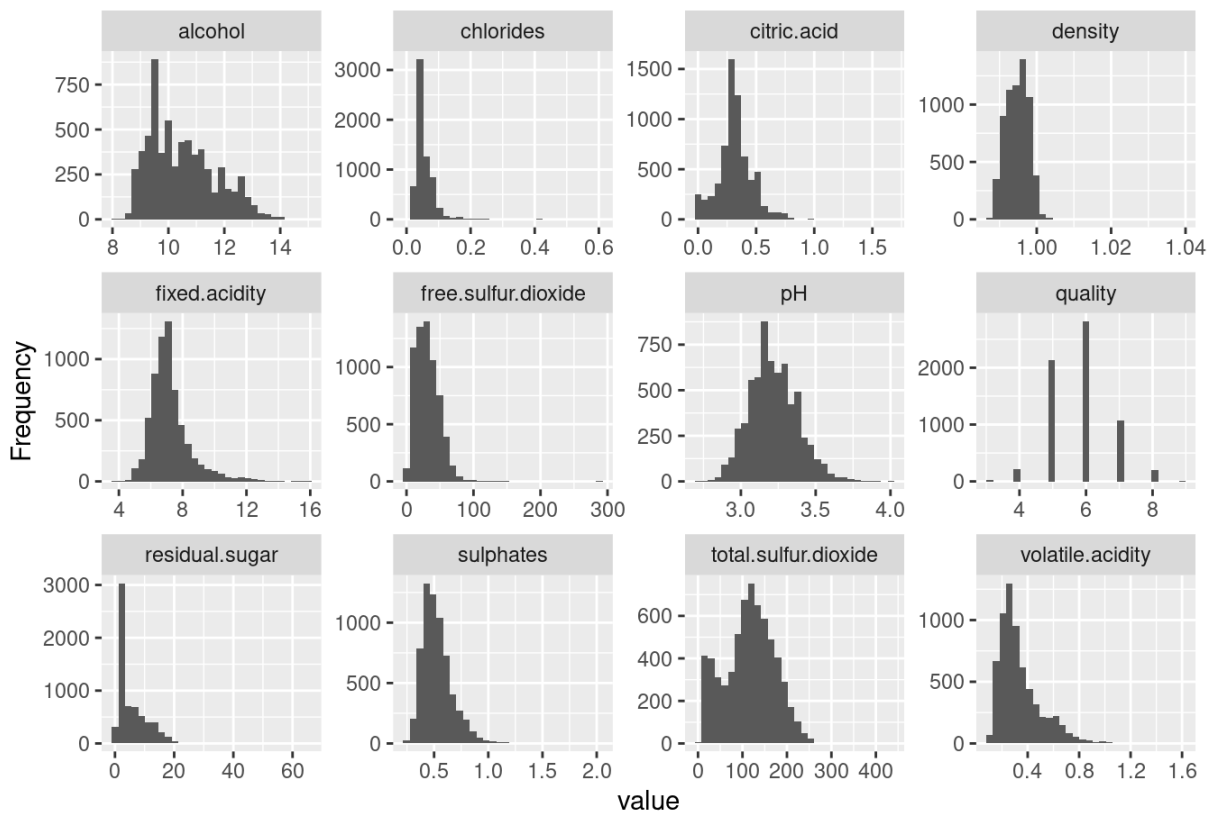 alcohol
chlorides
citric.acid
density
750
500
250
0
8 10 12 14
3000
2000
1000
0
0.0 0.2 0.4 0.6
1500
1000
500
0
0.0 0.5 1.0 1.5
1000
500
0
1.00 1.02 1.04
fixed.acidity
free.sulfur.dioxide
pH
quality
Frequency
1000
500
0
4 8 12 16
1000
500
0
0 100 200 300
750
500
250
0
3.0 3.5 4.0
2000
1000
0
4 6 8
residual.sugar
sulphates
total.sulfur.dioxide
volatile.acidity
3000
2000
1000
0
0 20 40 60
1000
500
0
0.5 1.0 1.5 2.0
600
400
200
0
0 100 200 300 400
1000
500
0
0.4 0.8 1.2 1.6
value